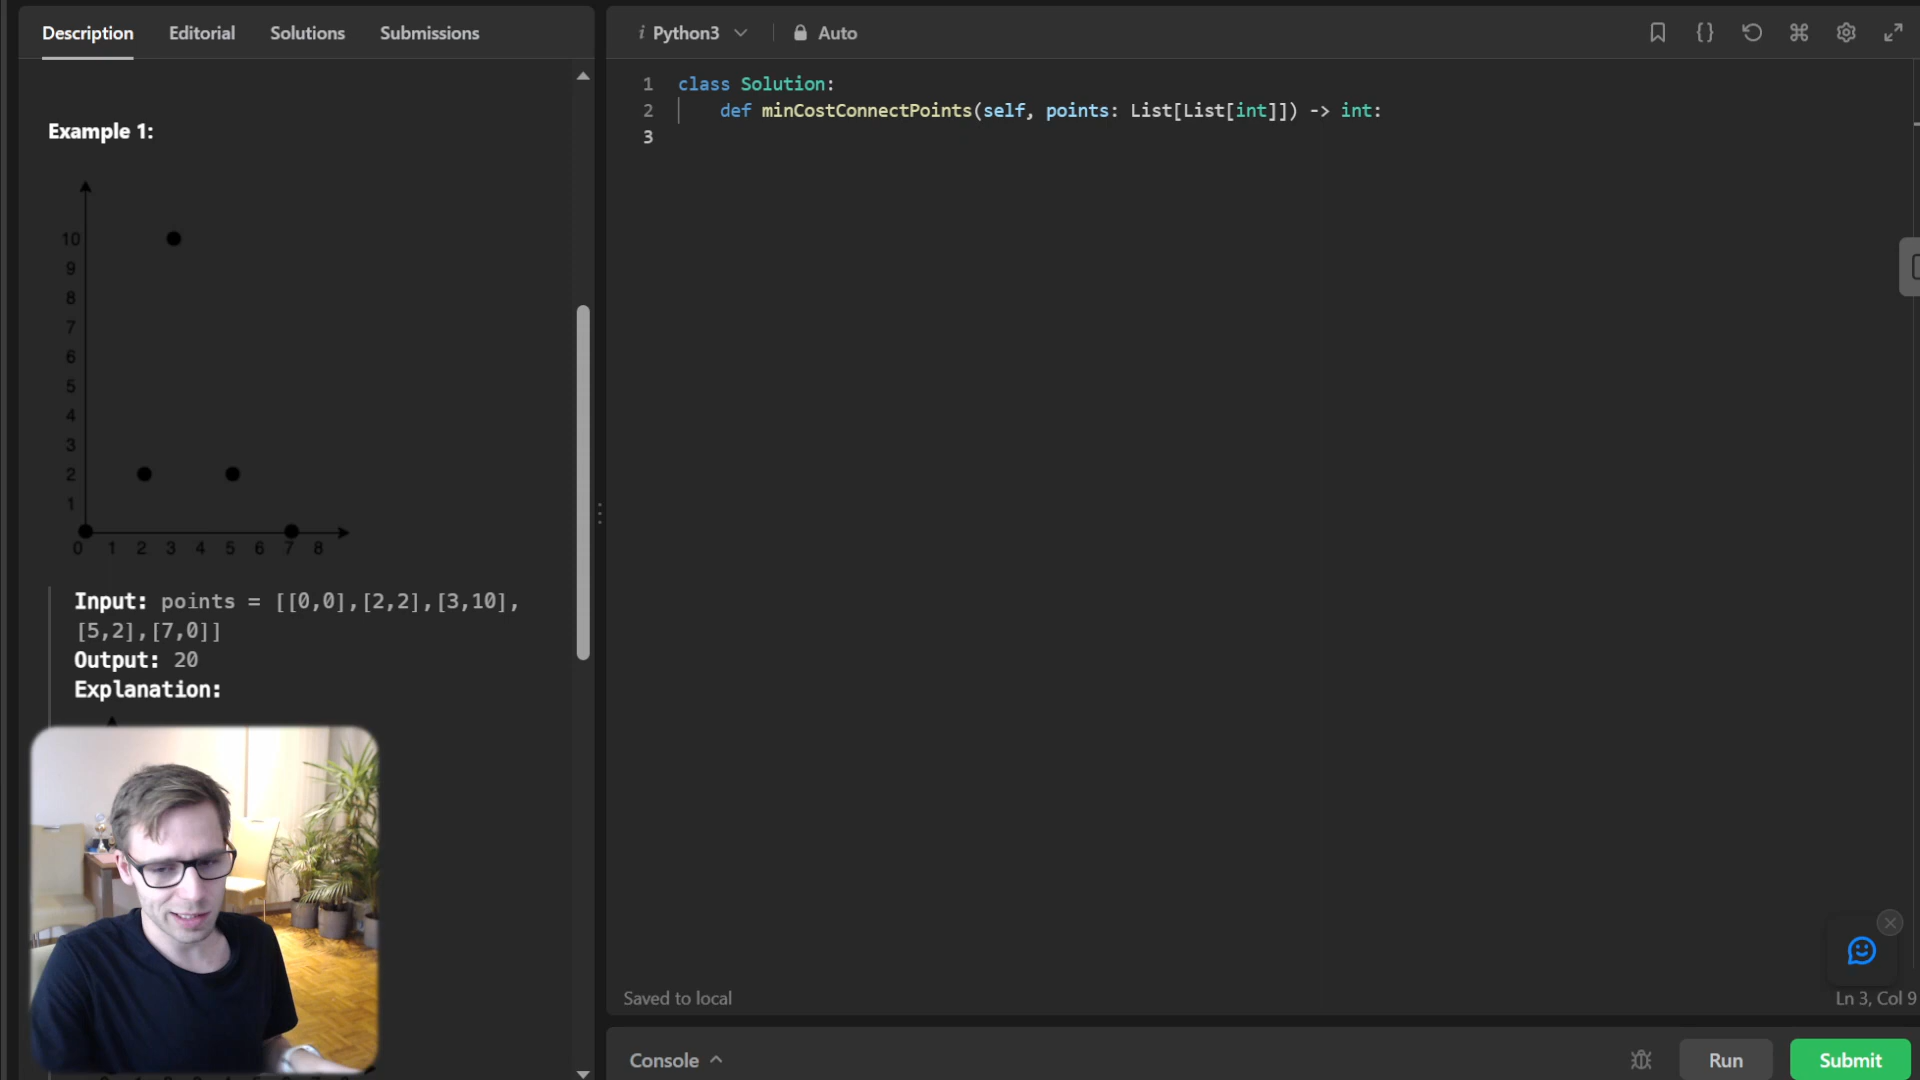 Description Editorial Solutions Submissions
Example 1:
10
9
8
7
6
5
4
3
2
1
0 1 2 3 4 5 6 7 8
Input: points = [[0,0],[2,2],[3,10],
[5,2],[7,0]]
Output: 20
Explanation:
i Python3 Auto
1 class Solution:
2 def minCostConnectPoints(self, points: List[List[int]]) -> int:
3
Saved to local
Ln 3, Col 9
Console
Run
Submit